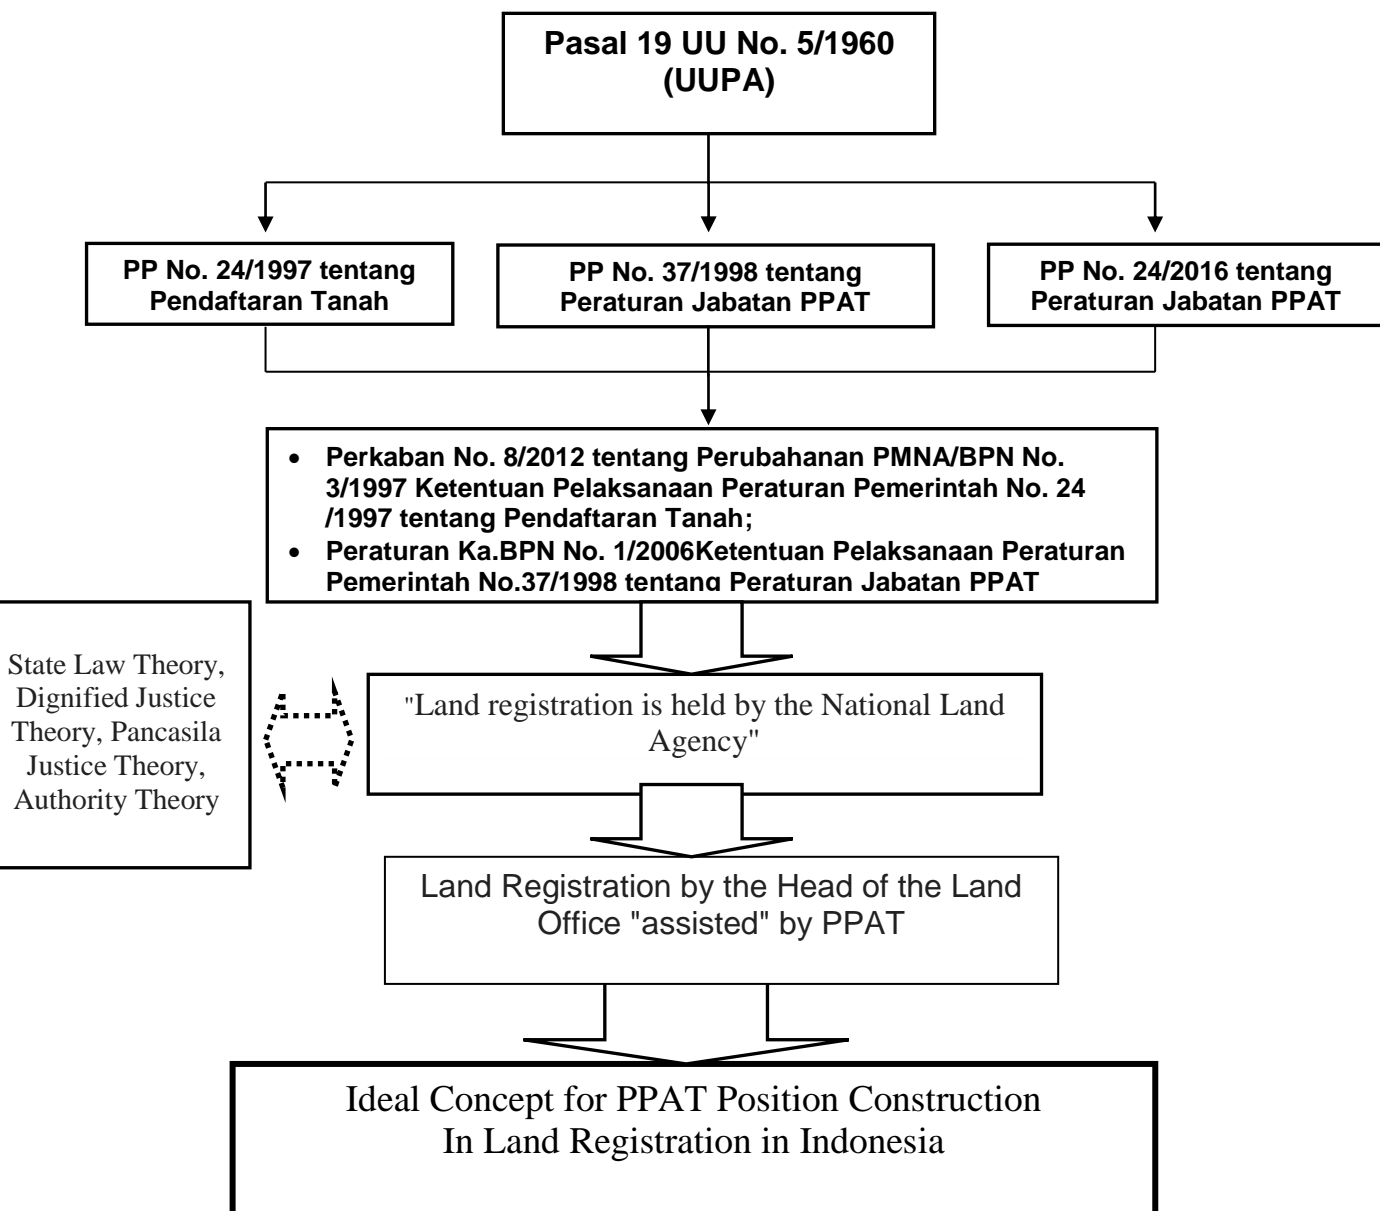 Pasal 19 UU No. 5/1960
(UUPA)
PP No. 24/1997 tentang
Pendaftaran Tanah
PP No. 37/1998 tentang
Peraturan Jabatan PPAT
PP No. 24/2016 tentang
Peraturan Jabatan PPAT
• Perkaban No. 8/2012 tentang Perubahanan PMNA/BPN No.
3/1997 Ketentuan Pelaksanaan Peraturan Pemerintah No. 24
/1997 tentang Pendaftaran Tanah;
• Peraturan Ka.BPN No. 1/2006Ketentuan Pelaksanaan Peraturan
Pemerintah No.37/1998 tentang Peraturan Jabatan PPAT
State Law Theory,
Dignified Justice
Theory, Pancasila
Justice Theory,
Authority Theory
"Land registration is held by the National Land
Agency"
Land Registration by the Head of the Land
Office "assisted" by PPAT
Ideal Concept for PPAT Position Construction
In Land Registration in Indonesia